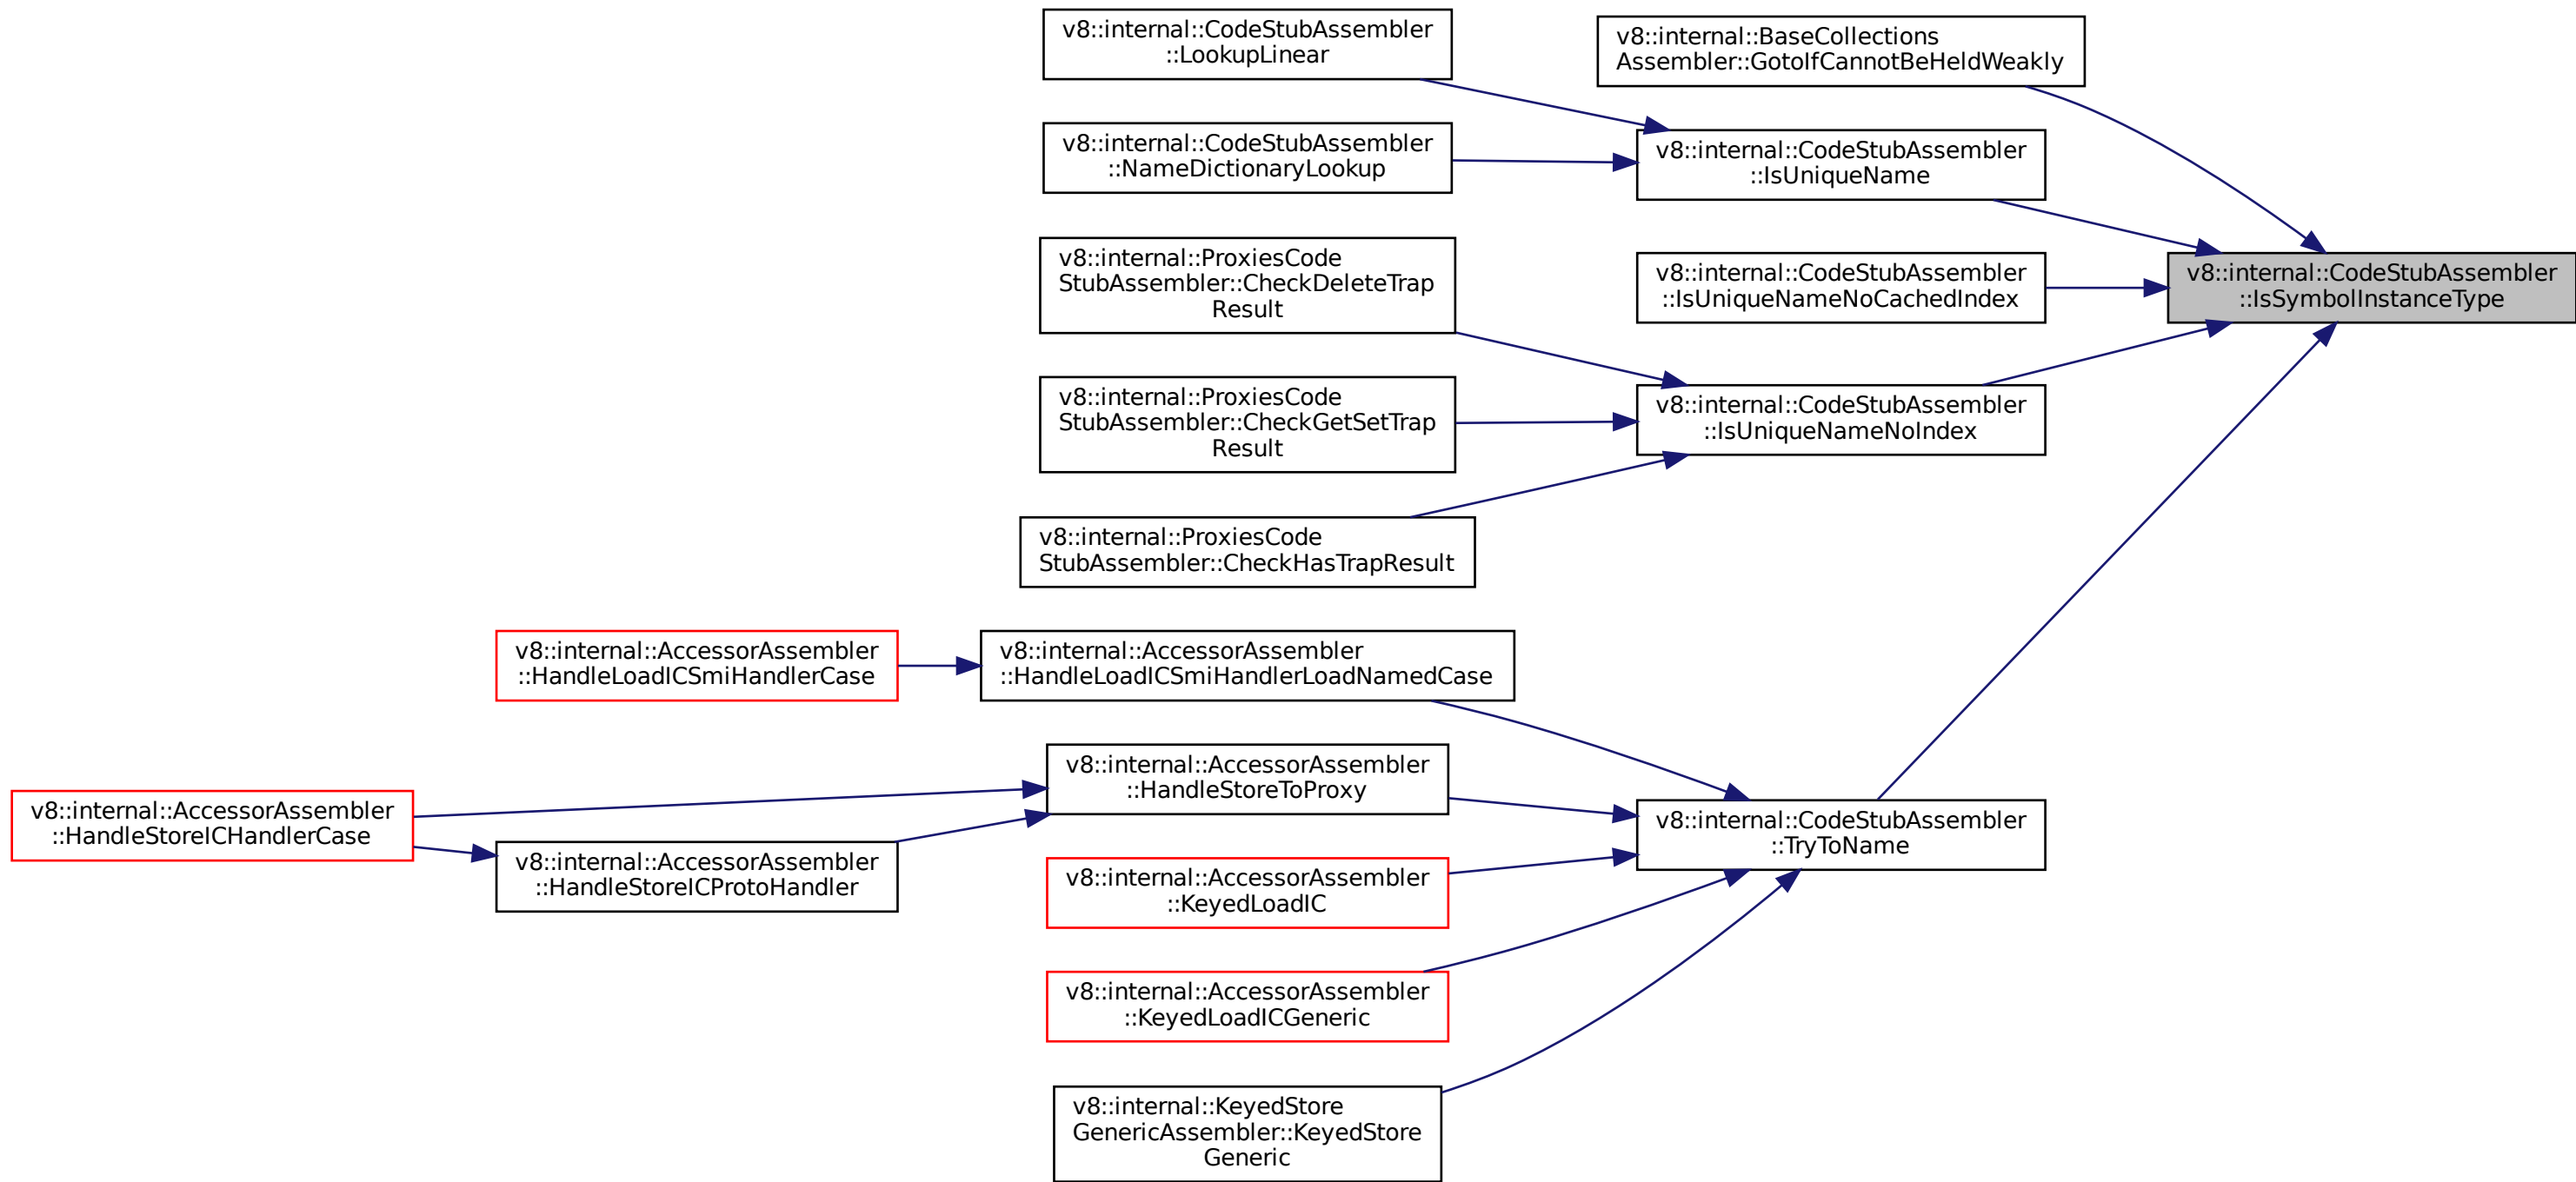 v8::internal::CodeStubAssembler
::LookupLinear
v8::internal::BaseCollections
Assembler::GotoIfCannotBeHeldWeakly
v8::internal::CodeStubAssembler
::NameDictionaryLookup
v8::internal::CodeStubAssembler
::IsUniqueName
v8::internal::ProxiesCode
StubAssembler::CheckDeleteTrap
Result
v8::internal::CodeStubAssembler
::IsUniqueNameNoCachedIndex
v8::internal::CodeStubAssembler
::IsSymbolInstanceType
v8::internal::ProxiesCode
StubAssembler::CheckGetSetTrap
Result
v8::internal::CodeStubAssembler
::IsUniqueNameNoIndex
v8::internal::ProxiesCode
StubAssembler::CheckHasTrapResult
v8::internal::AccessorAssembler
::HandleLoadICSmiHandlerCase
v8::internal::AccessorAssembler
::HandleLoadICSmiHandlerLoadNamedCase
v8::internal::AccessorAssembler
::HandleStoreToProxy
v8::internal::AccessorAssembler
::HandleStoreICHandlerCase
v8::internal::AccessorAssembler
::HandleStoreICProtoHandler
v8::internal::CodeStubAssembler
::TryToName
v8::internal::AccessorAssembler
::KeyedLoadIC
v8::internal::AccessorAssembler
::KeyedLoadICGeneric
v8::internal::KeyedStore
GenericAssembler::KeyedStore
Generic